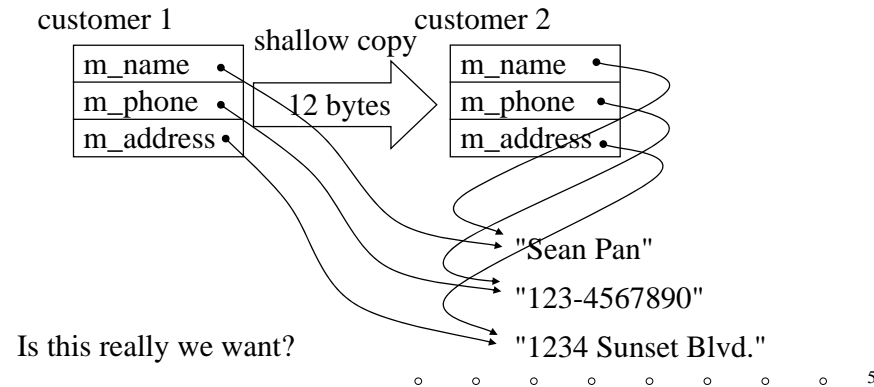 customer 1
customer 2
shallow copy
m_name
m_phone
m_address
12 bytes
m_name
m_phone
m_address
"Sean Pan"
"123-4567890"
"1234 Sunset Blvd."
Is this really we want?
5